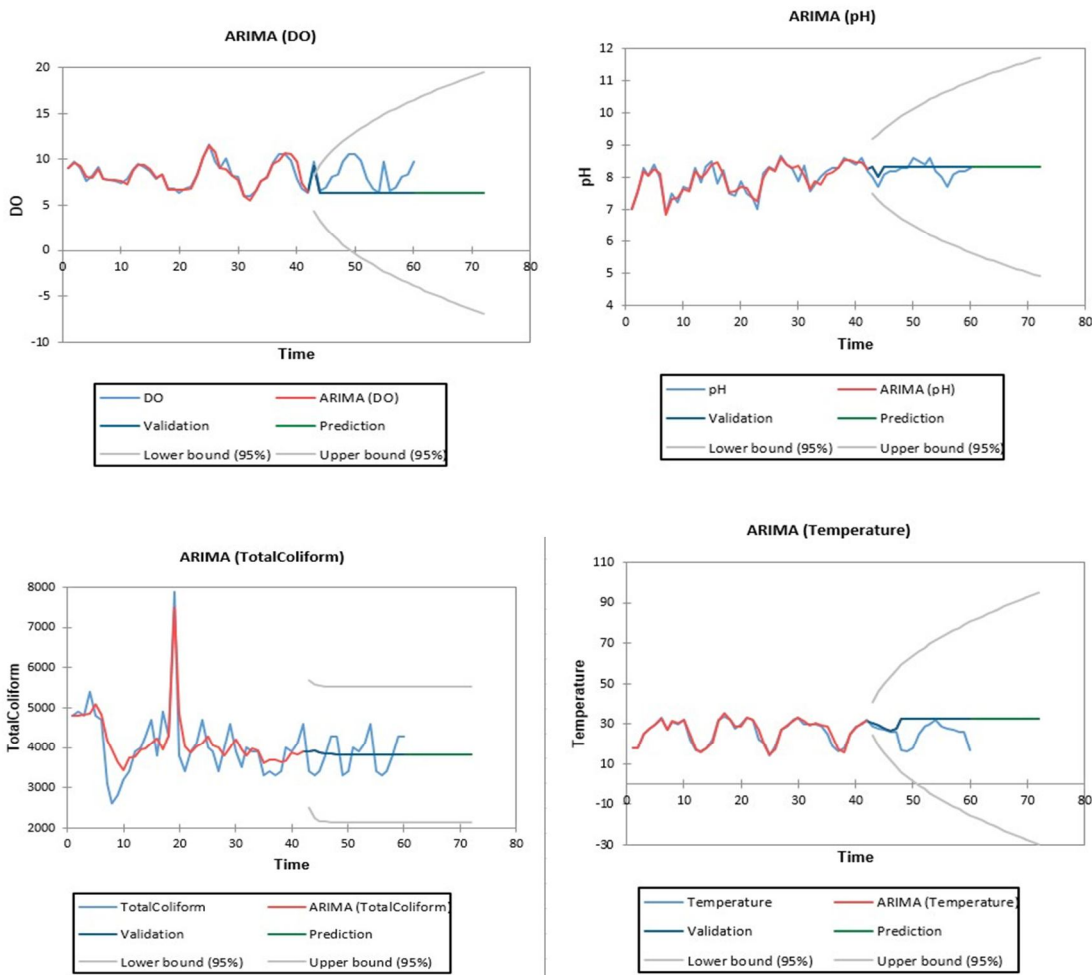 ARIMA (DO)
20
15
10
5
0
-5
-10
0 10 20 30 40 50 60 70 80
DO
Time
DO ARIMA (DO)
Validation Prediction
Lower bound (95%) Upper bound (95%)
ARIMA (pH)
12
11
10
9
8
7
6
5
4
0 10 20 30 40 50 60 70 80
pH
Time
pH ARIMA (pH)
Validation Prediction
Lower bound (95%) Upper bound (95%)
ARIMA (TotalColiform)
8000
7000
6000
5000
4000
3000
2000
0 10 20 30 40 50 60 70 80
TotalColiform
Time
TotalColiform ARIMA (TotalColiform)
Validation Prediction
Lower bound (95%) Upper bound (95%)
ARIMA (Temperature)
110
90
70
50
30
10
-10
-30
0 10 20 30 40 50 60 70 80
Temperature
Time
Temperature ARIMA (Temperature)
Validation Prediction
Lower bound (95%) Upper bound (95%)